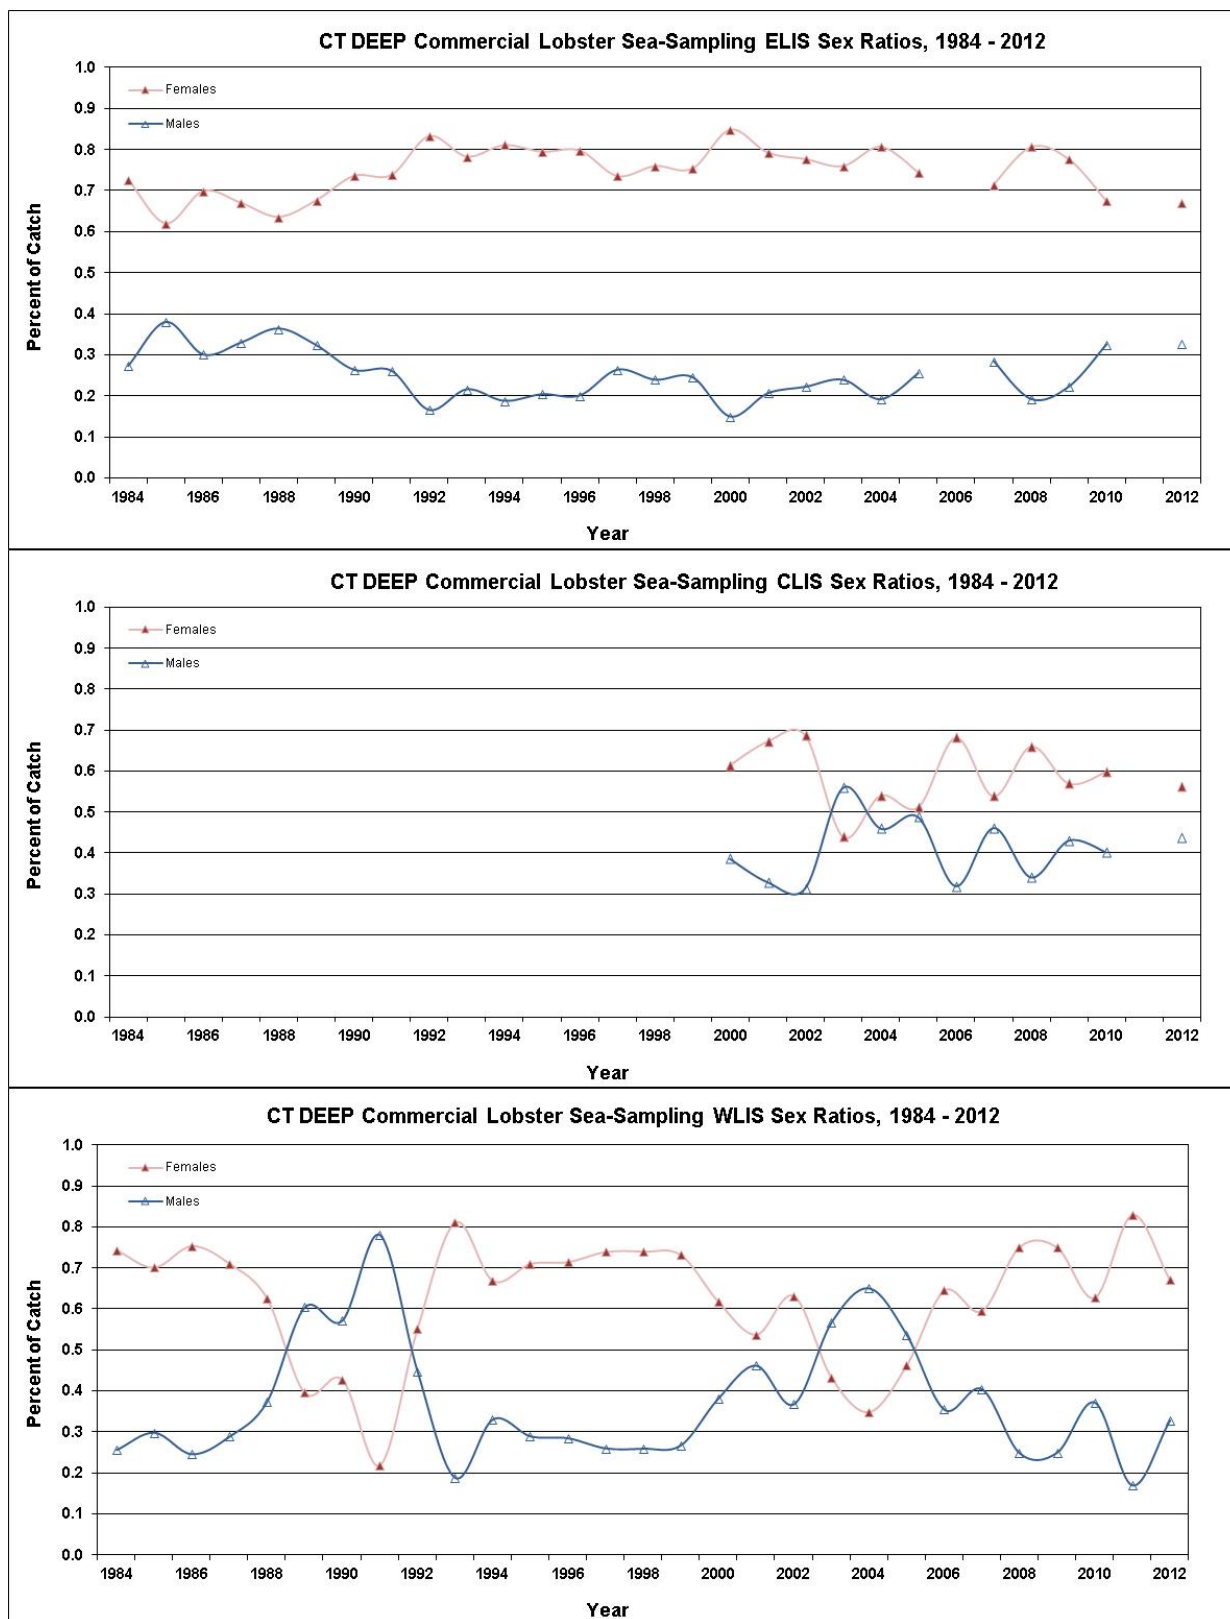 CT DEEP Commercial Lobster Sea-Sampling ELIS Sex Ratios, 1984 - 2012
1.0
0.9
0.8
0.7
0.6
0.5
0.4
0.3
0.2
0.1
0.0
Females
Males
Percent of Catch
1984 1986 1988 1990 1992 1994 1996 1998 2000 2002 2004 2006 2008 2010 2012
Year
CT DEEP Commercial Lobster Sea-Sampling CLIS Sex Ratios, 1984 - 2012
1.0
0.9
0.8
0.7
0.6
0.5
0.4
0.3
0.2
0.1
0.0
Females
Males
Percent of Catch
1984 1986 1988 1990 1992 1994 1996 1998 2000 2002 2004 2006 2008 2010 2012
Year
CT DEEP Commercial Lobster Sea-Sampling WLIS Sex Ratios, 1984 - 2012
1.0
0.9
0.8
0.7
0.6
0.5
0.4
0.3
0.2
0.1
0.0
Females
Males
Percent of Catch
1984 1986 1988 1990 1992 1994 1996 1998 2000 2002 2004 2006 2008 2010 2012
Year